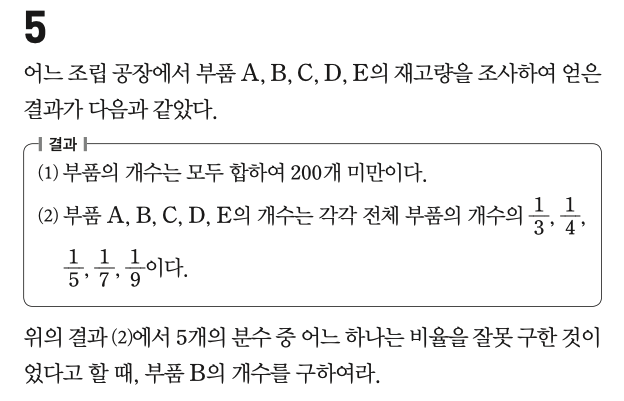 5
어느 조립 공장에서 부품 A, B, C, D, E의 재고량을 조사하여 얻은
결과가 다음과 같았다.
결과
(1) 부품의 개수는 모두 합하여 200개 미만이다.
(2) 부품 A, B, C, D, E의 개수는 각각 전체 부품의 개수의 1/3, 1/4,
1/5, 1/7, 1/9이다.
위의 결과 (2)에서 5개의 분수 중 어느 하나는 비율을 잘못 구한 것이
었다고 할 때, 부품 B의 개수를 구하여라.